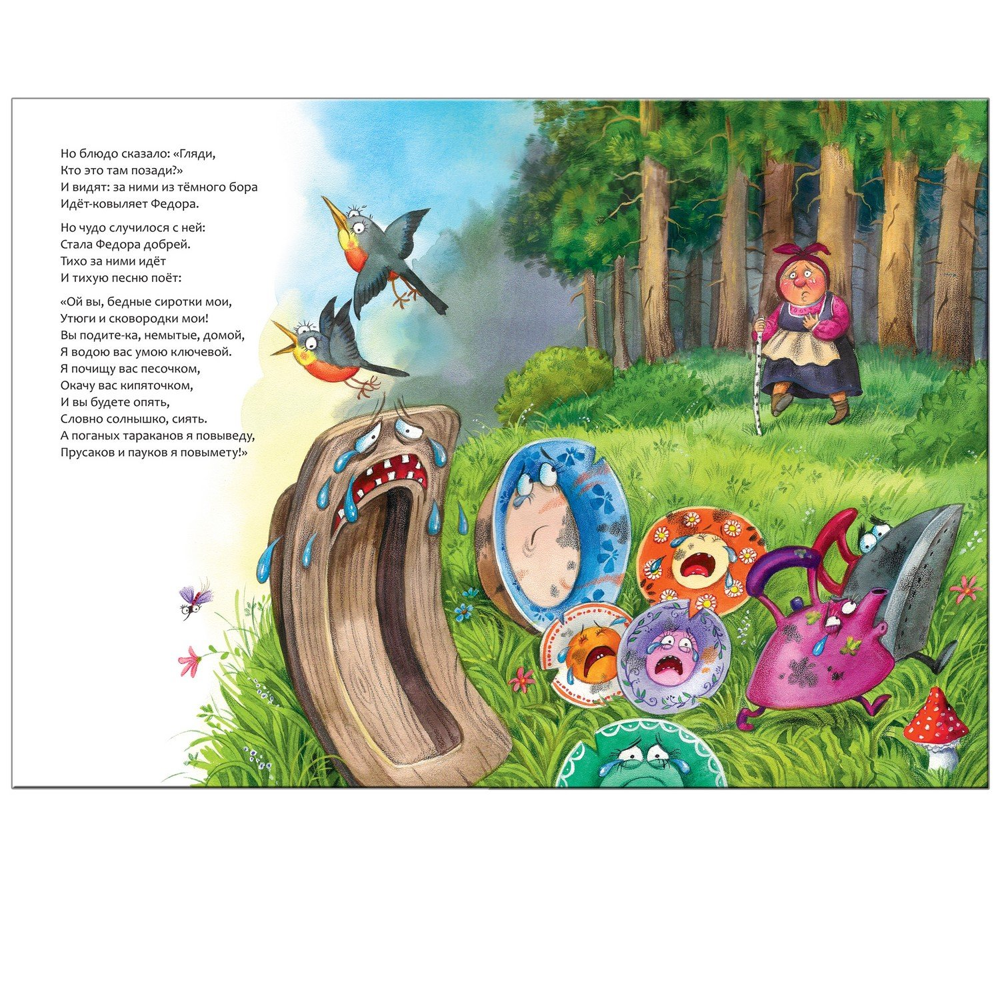 Но блюдо сказало: «Гляди,
Кто это там позади?»
И видят: за ними из тёмного бора
Идёт-ковыляет Федора.
Но чудо случилося с ней:
Стала Федора добрей.
Тихо за ними идёт
И тихую песню поёт:
«Ой вы, бедные сиротки мои,
Утюги и сковородки мои!
Вы подите-ка, немытые, домой,
Я водою вас умою ключевой.
Я почищу вас песочком,
Окачу вас кипяточком,
И вы будете опять,
Словно солнышко, сиять.
А поганых тараканов я повыведу,
Прусаков и пауков я повымету!»